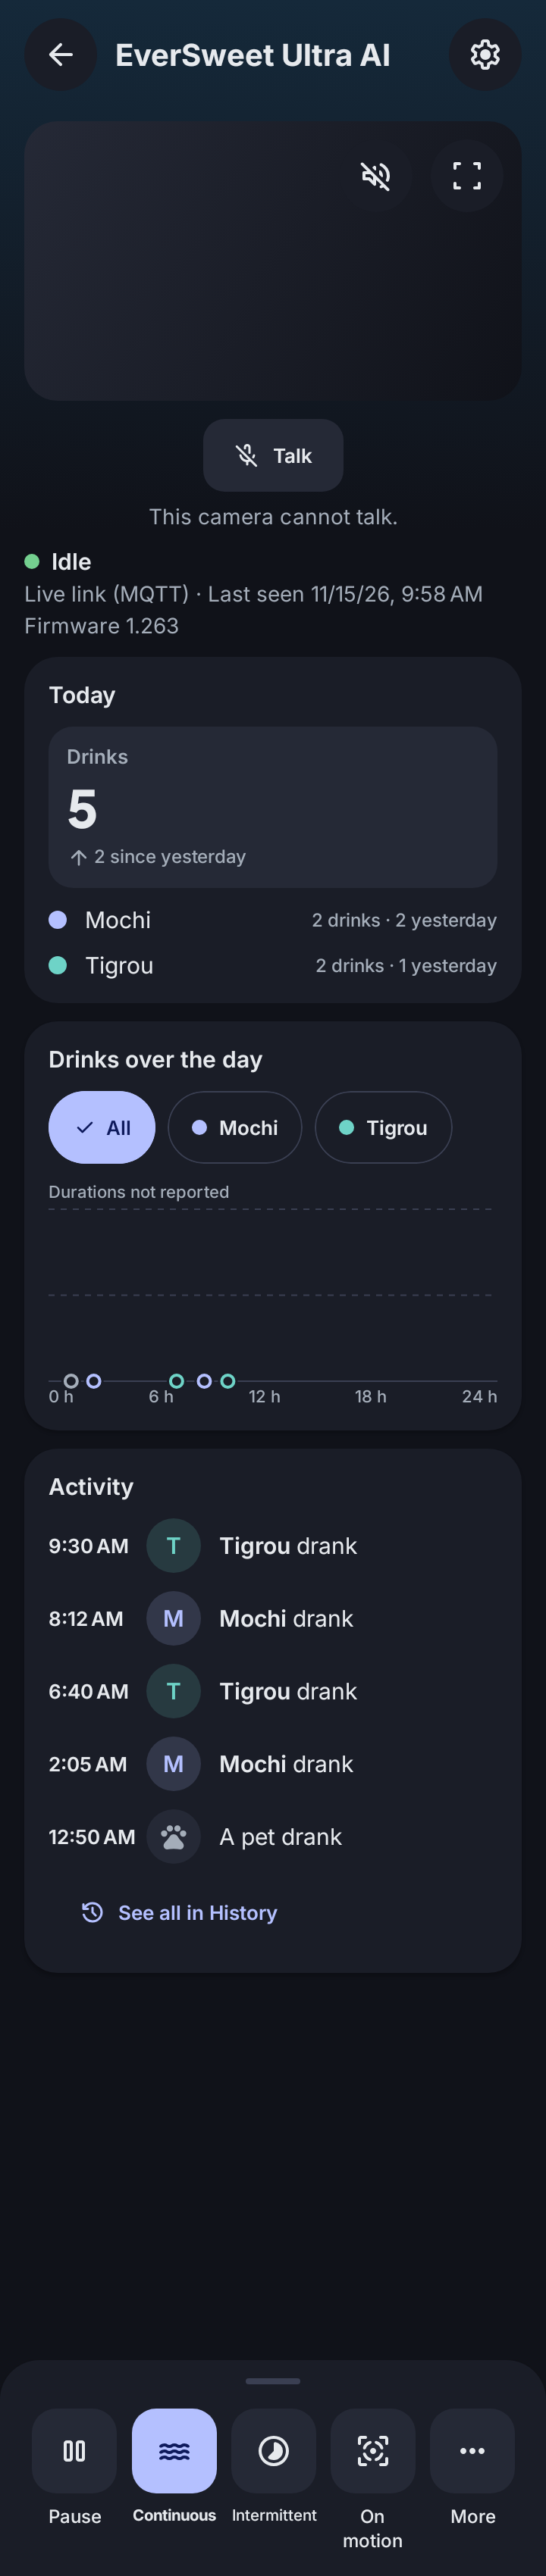 EverSweet Ultra AI
Talk
This camera cannot talk.
Idle
Live link (MQTT) · Last seen 11/15/26, 9:58 AM
Firmware 1.263
Today
Drinks
5
2 since yesterday
Mochi 2 drinks · 2 yesterday
Tigrou 2 drinks · 1 yesterday
Drinks over the day
All Mochi Tigrou
Durations not reported
0 h 6 h 12 h 18 h 24 h
Activity
9:30 AM T Tigrou drank
8:12 AM M Mochi drank
6:40 AM T Tigrou drank
2:05 AM M Mochi drank
12:50 AM A pet drank
See all in History
Pause Continuous Intermittent On motion More